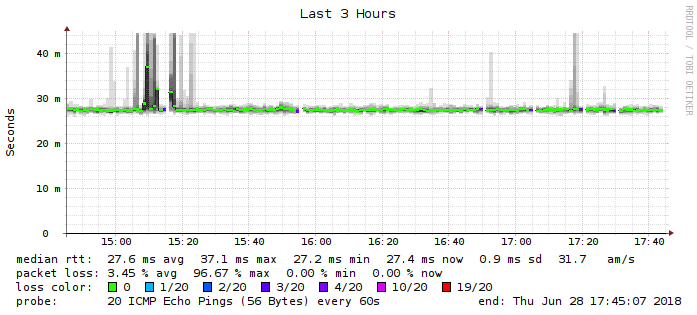 Last 3 Hours
RRDTOOL / TOBI OETIKER
Seconds
40 m
30 m
20 m
10 m
0
15:00 15:20 15:40 16:00 16:20 16:40 17:00 17:20 17:40
median rtt: 27.6 ms avg 37.1 ms max 27.2 ms min 27.4 ms now 0.9 ms sd 31.7 am/s
packet loss: 3.45 % avg 96.67 % max 0.00 % min 0.00 % now
loss color: 0 1/20 2/20 3/20 4/20 10/20 19/20
probe: 20 ICMP Echo Pings (56 Bytes) every 60s end: Thu Jun 28 17:45:07 2018